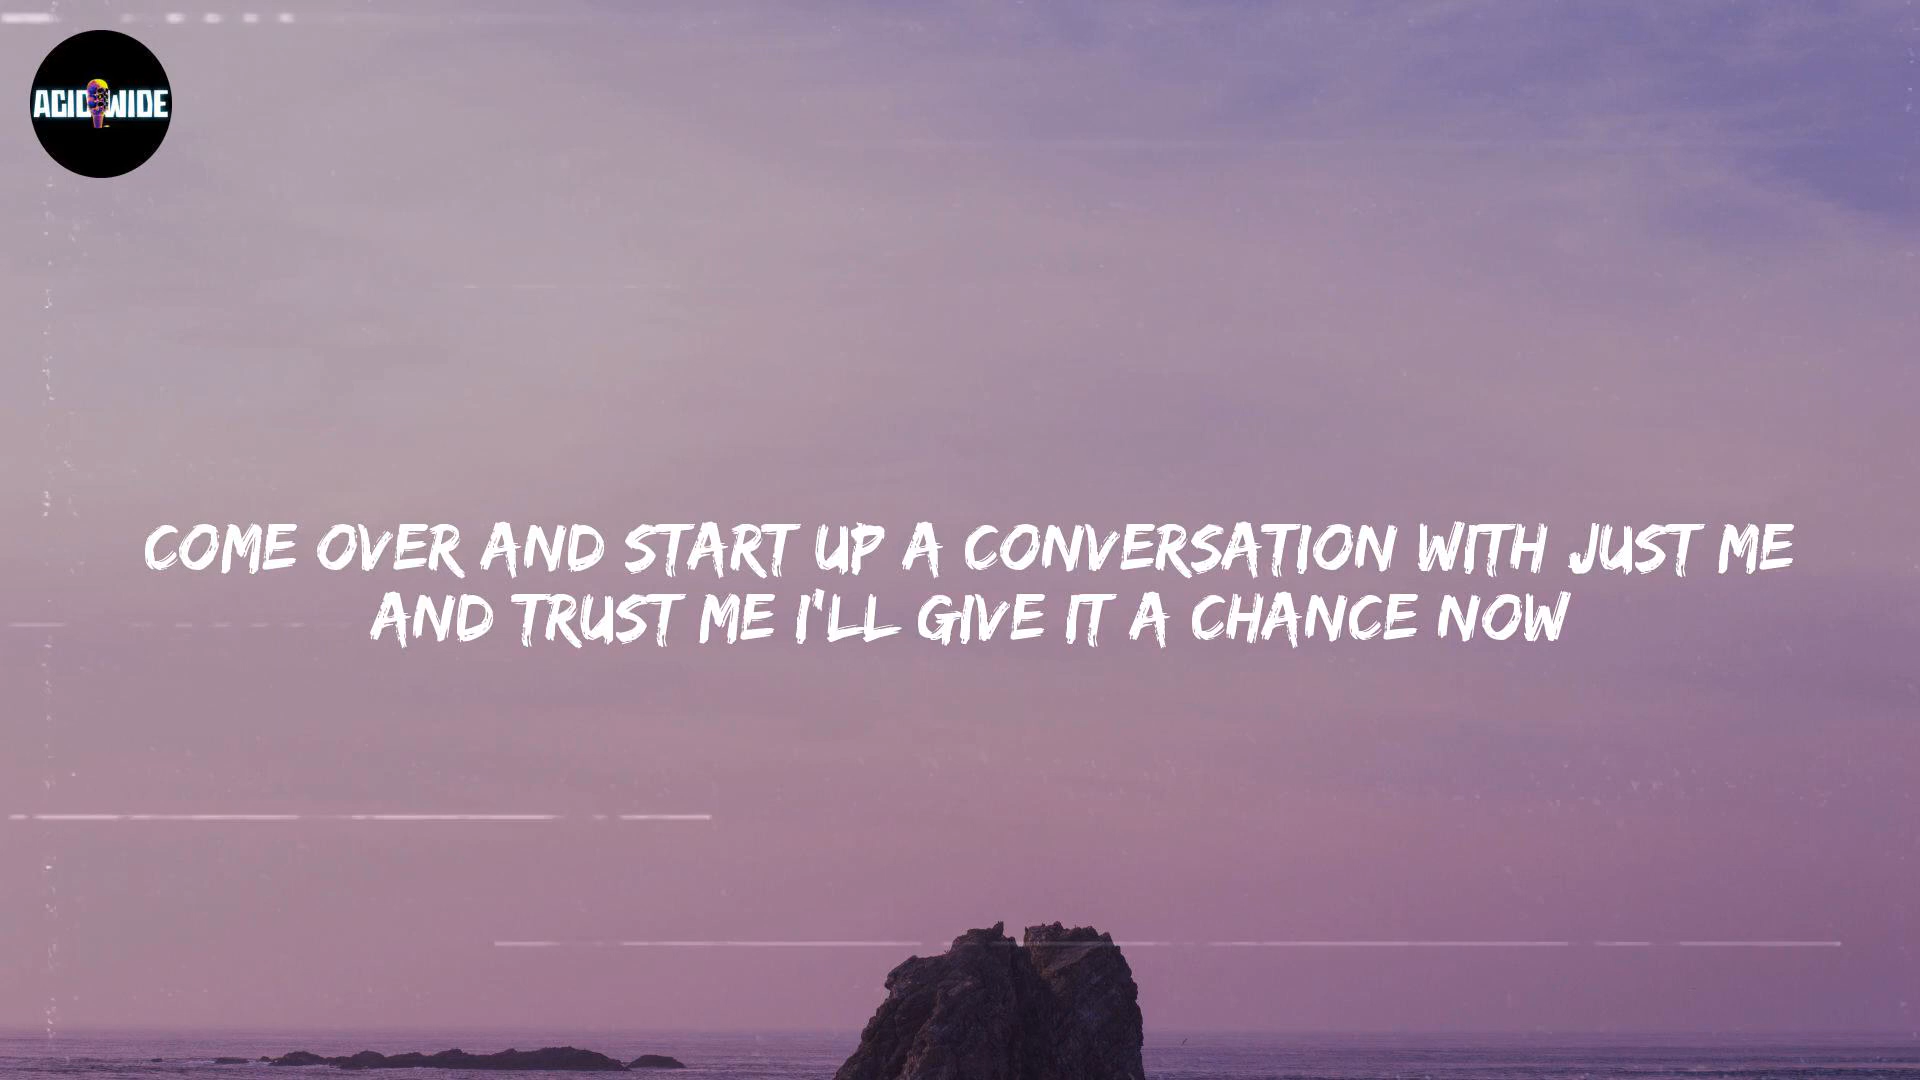 ACID WIDE
COME OVER AND START UP A CONVERSATION WITH JUST ME
AND TRUST ME I'LL GIVE IT A CHANCE NOW